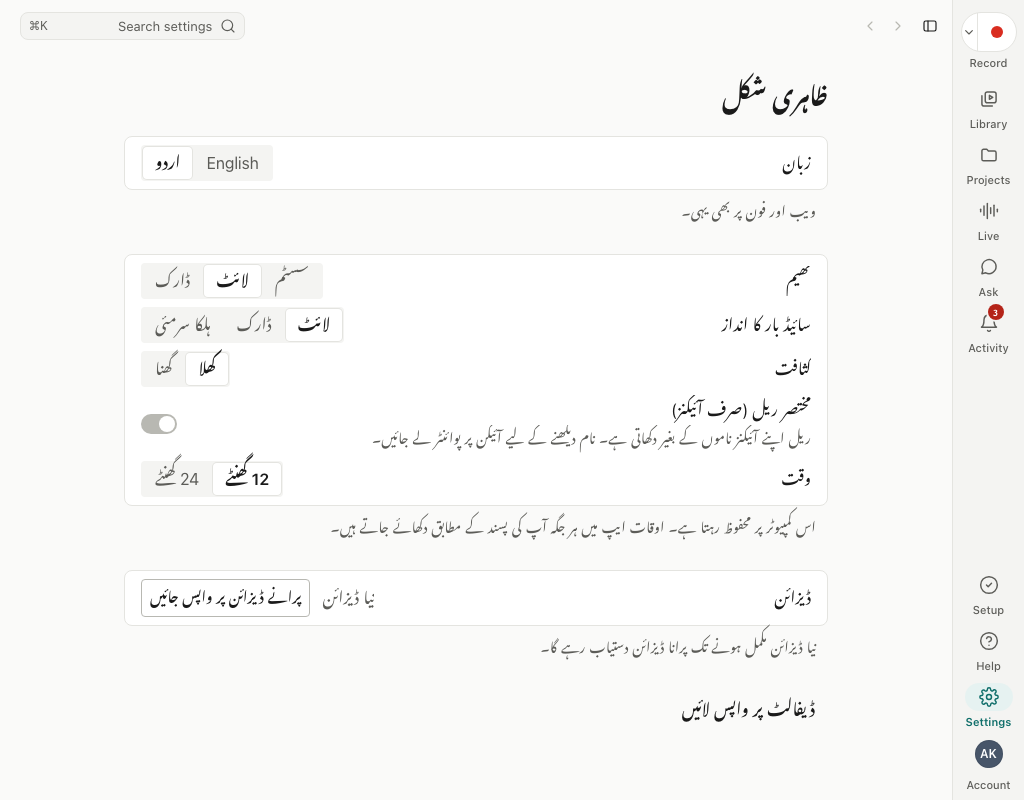 ⌘K
Search settings
Record
Library
Projects
Live
Ask
3
Activity
Setup
Help
Settings
AK
Account
ظاہری شکل
زبان
English
اردو
ویب اور فون پر بھی یہی۔
تھیم
سسٹم
لائٹ
ڈارک
سائیڈ بار کا انداز
لائٹ
ڈارک
ہلکا سرمئی
کثافت
کھلا
گھنا
مختصر ریل (صرف آئیکنز)
ریل اپنے آئیکنز ناموں کے بغیر دکھاتی ہے۔ نام دیکھنے کے لیے آئیکن پر پوائنٹر لے جائیں۔
وقت
12 گھنٹے
24 گھنٹے
اس کمپیوٹر پر محفوظ رہتا ہے۔ اوقات ایپ میں ہر جگہ آپ کی پسند کے مطابق دکھائے جاتے ہیں۔
ڈیزائن
نیا ڈیزائن
پرانے ڈیزائن پر واپس جائیں
نیا ڈیزائن مکمل ہونے تک پرانا ڈیزائن دستیاب رہے گا۔
ڈیفالٹ پر واپس لائیں